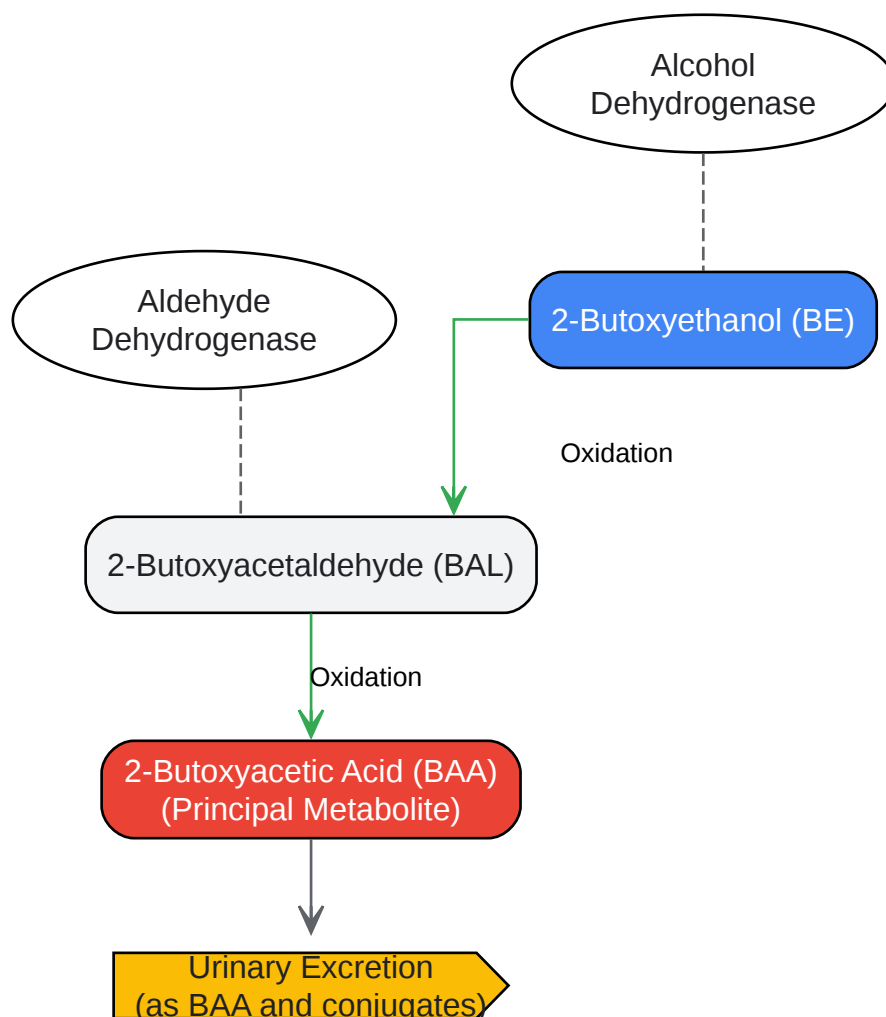 Alcohol
Dehydrogenase
Aldehyde
Dehydrogenase
2-Butoxyethanol (BE)
Oxidation
2-Butoxyacetaldehyde (BAL)
Oxidation
2-Butoxyacetic Acid (BAA)
(Principal Metabolite)
Urinary Excretion
(as BAA and conjugates)